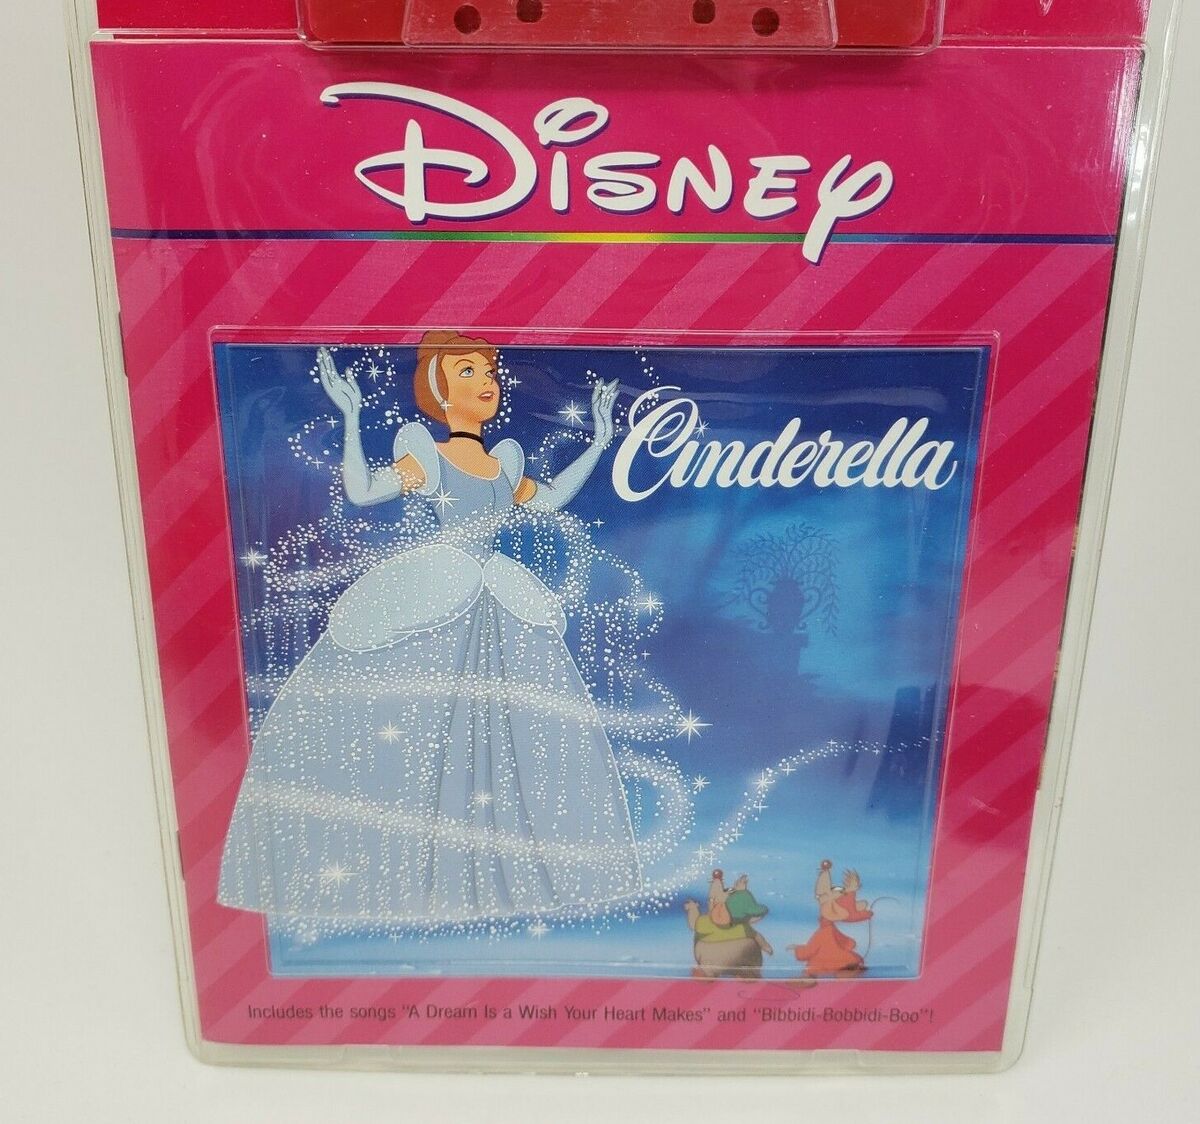 Disney
Cinderella
Includes the songs "A Dream Is a Wish Your Heart Makes" and "Bibbidi-Bobbidi-Boo"!